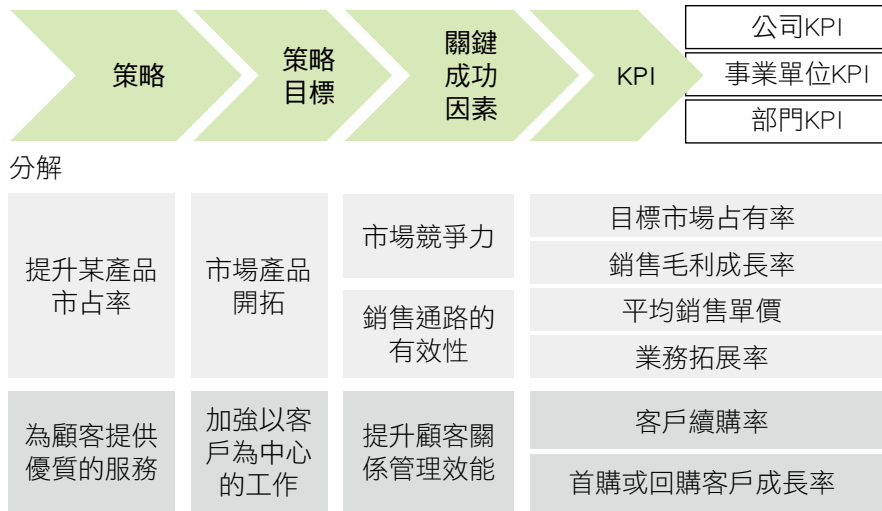 策略
策略
目標
關鍵
成功
因素
KPI
公司KPI
事業單位KPI
部門KPI
分解
提升某產品
市占率
市場產品
開拓
市場競爭力
銷售通路的
有效性
目標市場占有率
銷售毛利成長率
平均銷售單價
業務拓展率
為顧客提供
優質的服務
加強以客
戶為中心
的工作
提升顧客關
係管理效能
客戶續購率
首購或回購客戶成長率